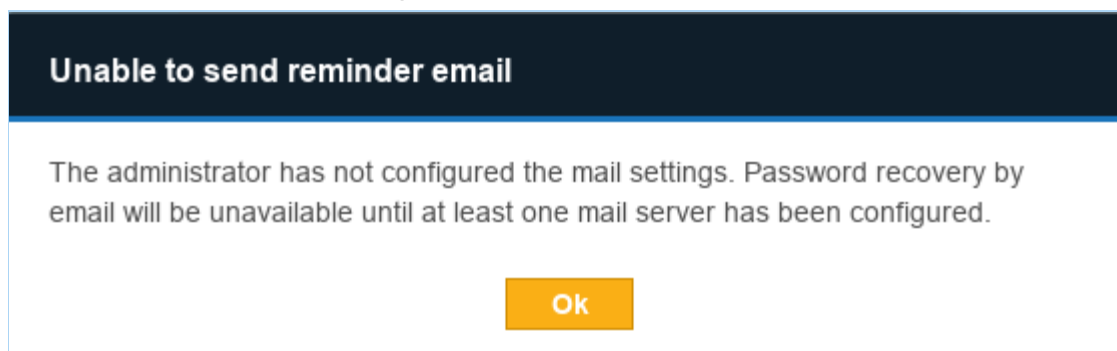 Unable to send reminder email
The administrator has not configured the mail settings. Password recovery by
email will be unavailable until at least one mail server has been configured.
Ok